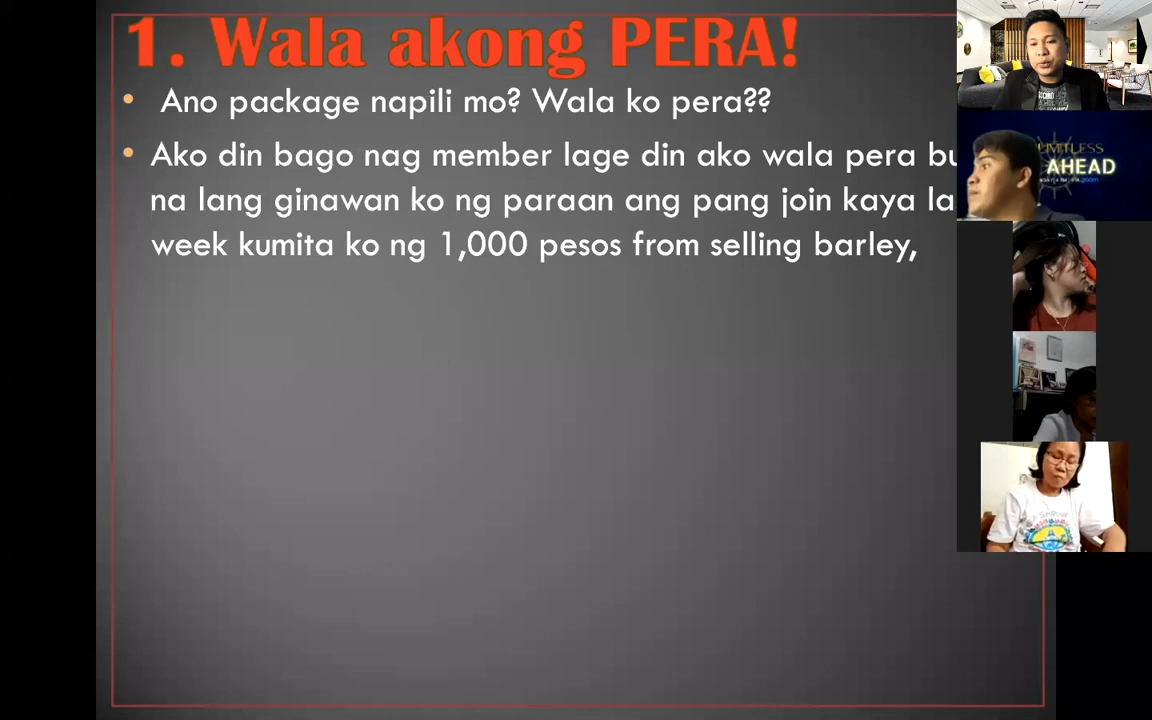 1. Wala akong PERA!
• Ano package napili mo? Wala ko pera??
• Ako din bago nag member lage din ako wala pera
na lang ginawan ko ng paraan ang pang join kaya
week kumita ko ng 1,000 pesos from selling barley,
AHEAD